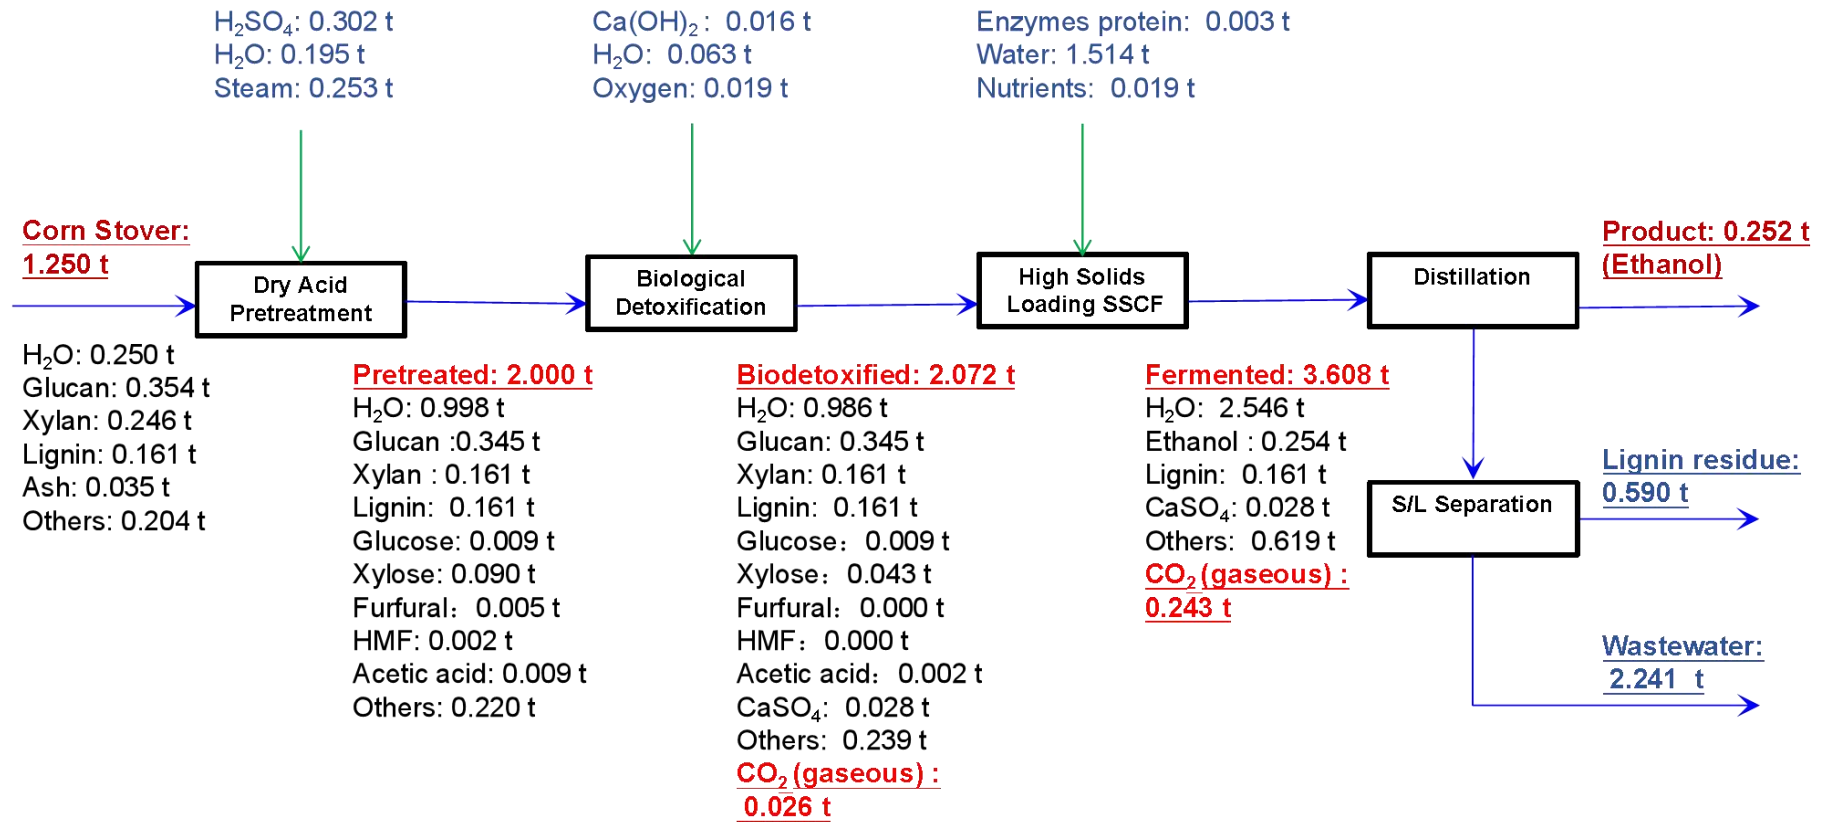 H₂SO₄: 0.302 t
H₂O: 0.195 t
Steam: 0.253 t
Ca(OH)₂ : 0.016 t
H₂O: 0.063 t
Oxygen: 0.019 t
Enzymes protein: 0.003 t
Water: 1.514 t
Nutrients: 0.019 t
Corn Stover:
1.250 t
Dry Acid
Pretreatment
Biological
Detoxification
High Solids
Loading SSCF
Distillation
Product: 0.252 t
(Ethanol)
H₂O: 0.250 t
Glucan: 0.354 t
Xylan: 0.246 t
Lignin: 0.161 t
Ash: 0.035 t
Others: 0.204 t
Pretreated: 2.000 t
H₂O: 0.998 t
Glucan :0.345 t
Xylan : 0.161 t
Lignin: 0.161 t
Glucose: 0.009 t
Xylose: 0.090 t
Furfural：0.005 t
HMF: 0.002 t
Acetic acid: 0.009 t
Others: 0.220 t
Biodetoxified: 2.072 t
H₂O: 0.986 t
Glucan: 0.345 t
Xylan: 0.161 t
Lignin: 0.161 t
Glucose：0.009 t
Xylose：0.043 t
Furfural：0.000 t
HMF：0.000 t
Acetic acid：0.002 t
CaSO₄: 0.028 t
Others: 0.239 t
CO₂ (gaseous) :
0.026 t
Fermented: 3.608 t
H₂O: 2.546 t
Ethanol : 0.254 t
Lignin: 0.161 t
CaSO₄: 0.028 t
Others: 0.619 t
CO₂ (gaseous) :
0.243 t
S/L Separation
Lignin residue:
0.590 t
Wastewater:
2.241 t